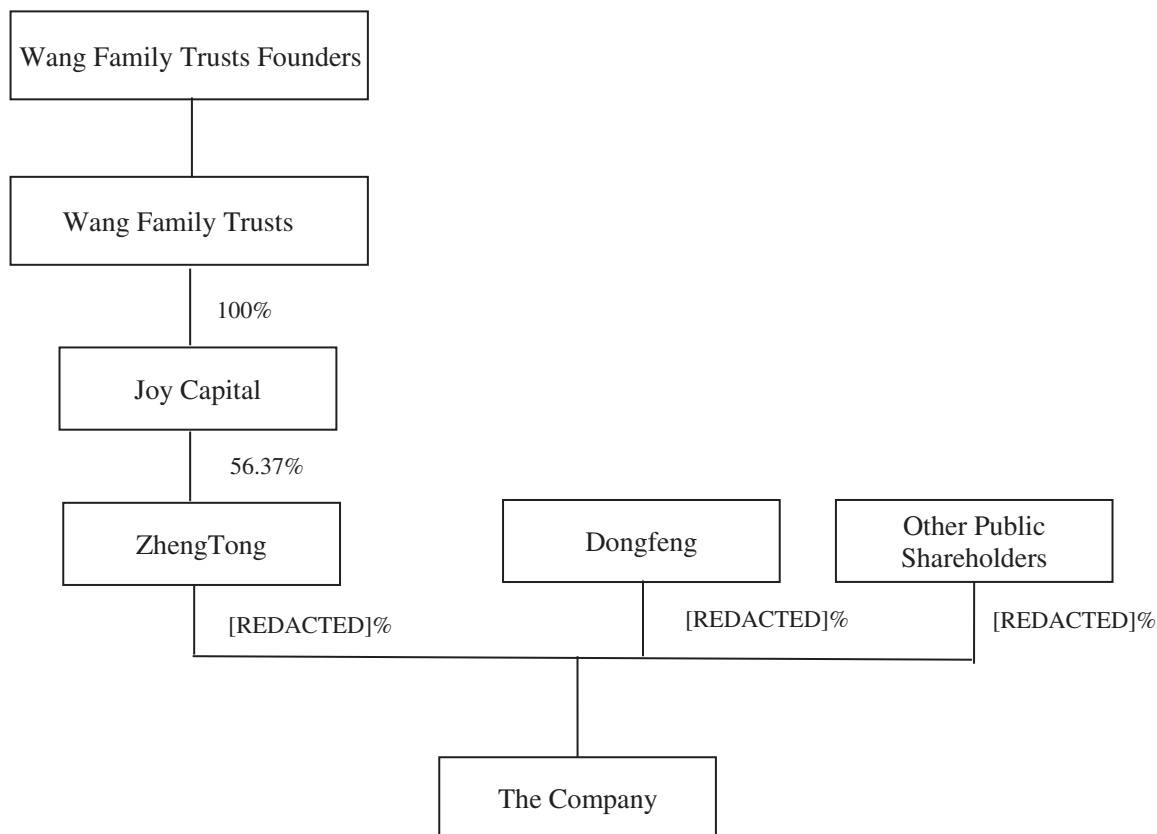 Wang Family Trusts Founders
Wang Family Trusts
100%
Joy Capital
56.37%
ZhengTong
Dongfeng
Other Public
Shareholders
[REDACTED]%
[REDACTED]%
[REDACTED]%
The Company